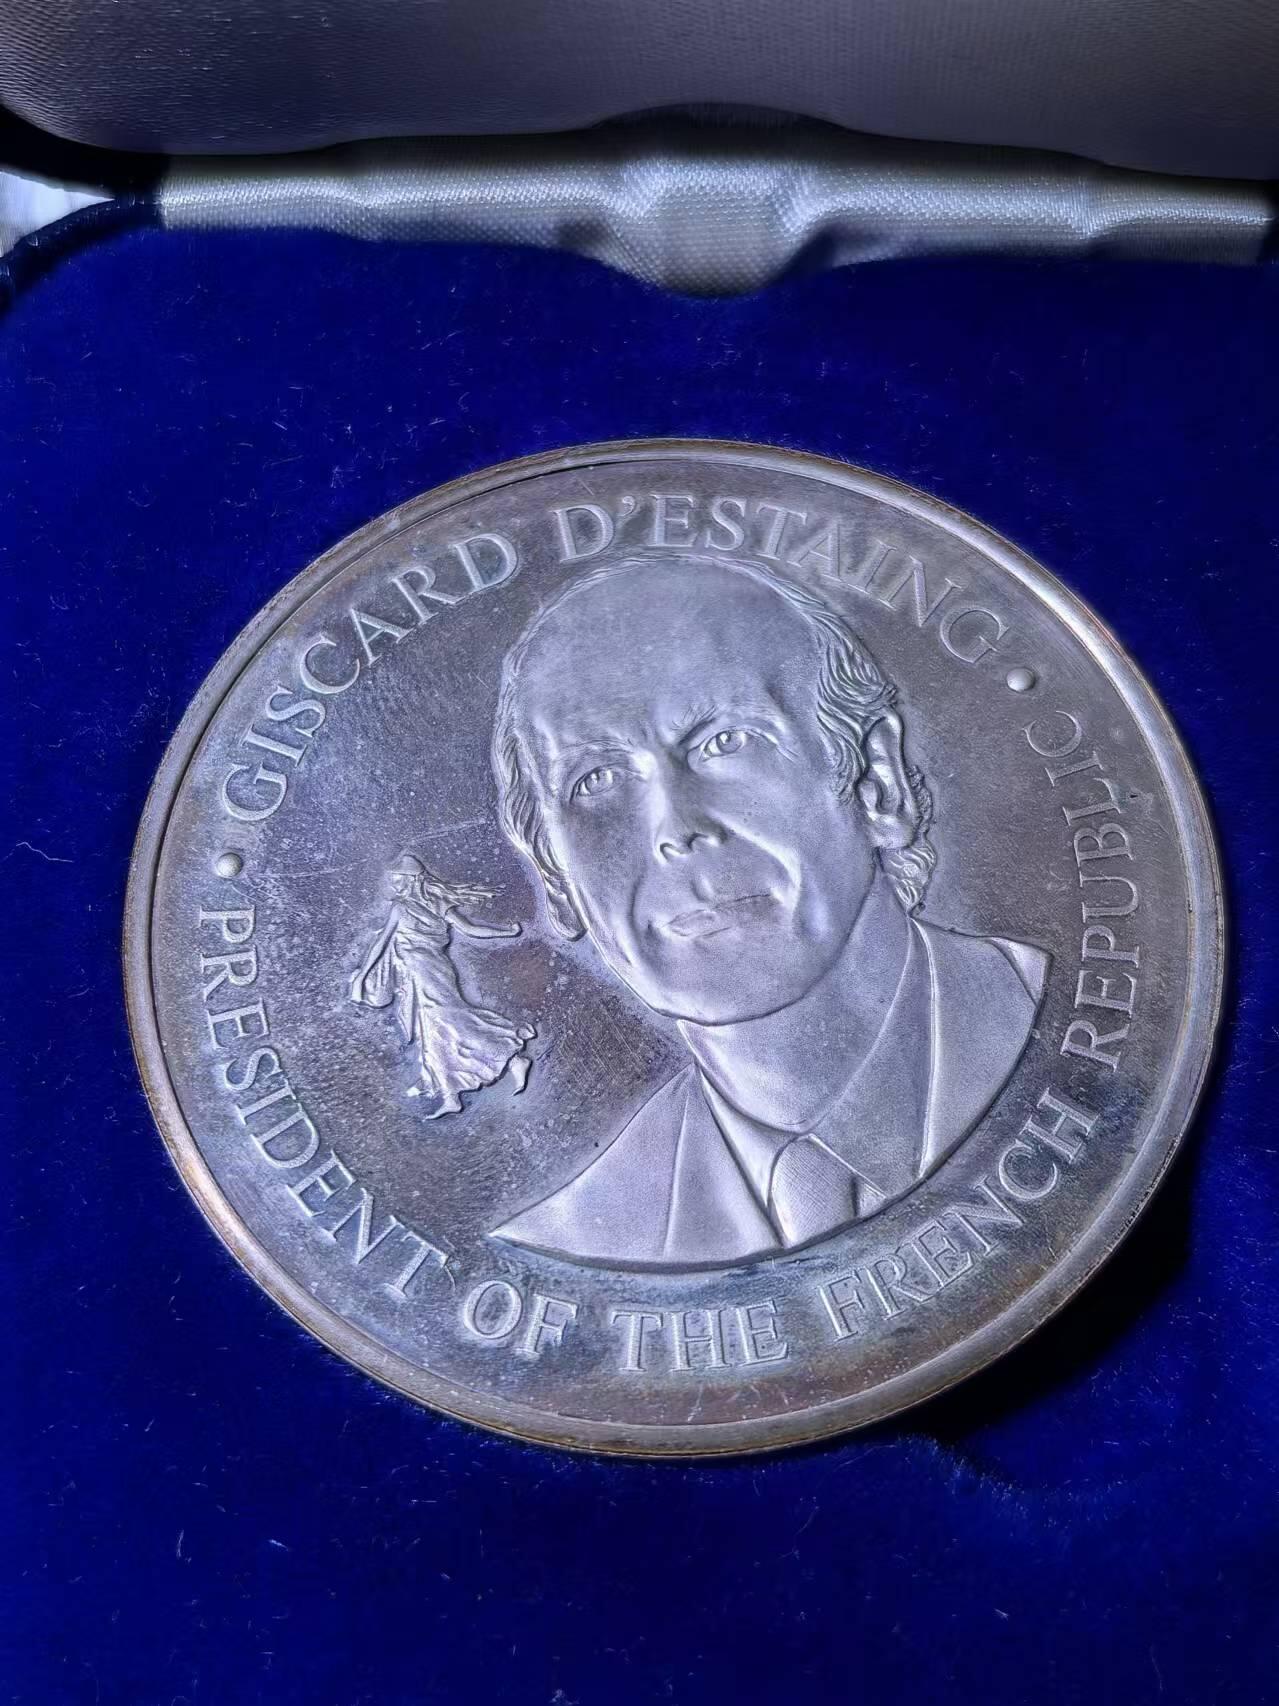 · GISCARD D'ESTAING ·
PRESIDENT OF THE FRENCH REPUBLIC